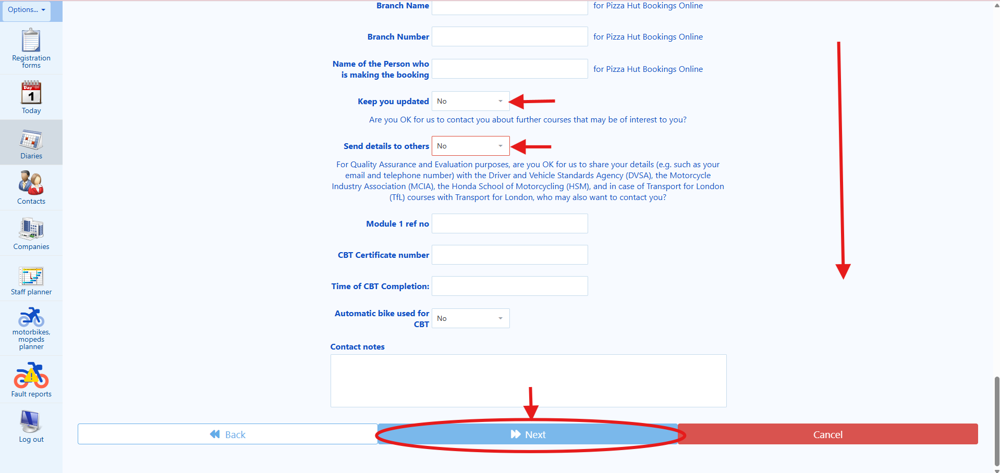 Options...
Registration
forms
Day
1
Today
Diaries
Contacts
Companies
Staff planner
motorbikes,
mopeds
planner
Fault reports
Log out
Branch Name for Pizza Hut Bookings Online
Branch Number for Pizza Hut Bookings Online
Name of the Person who
is making the booking for Pizza Hut Bookings Online
Keep you updated No
Are you OK for us to contact you about further courses that may be of interest to you?
Send details to others No
For Quality Assurance and Evaluation purposes, are you OK for us to share your details (e.g. such as your
email and telephone number) with the Driver and Vehicle Standards Agency (DVSA), the Motorcycle
Industry Association (MCIA), the Honda School of Motorcycling (HSM), and in case of Transport for London
(TfL) courses with Transport for London, who may also want to contact you?
Module 1 ref no
CBT Certificate number
Time of CBT Completion:
Automatic bike used for
CBT No
Contact notes
Back Next Cancel